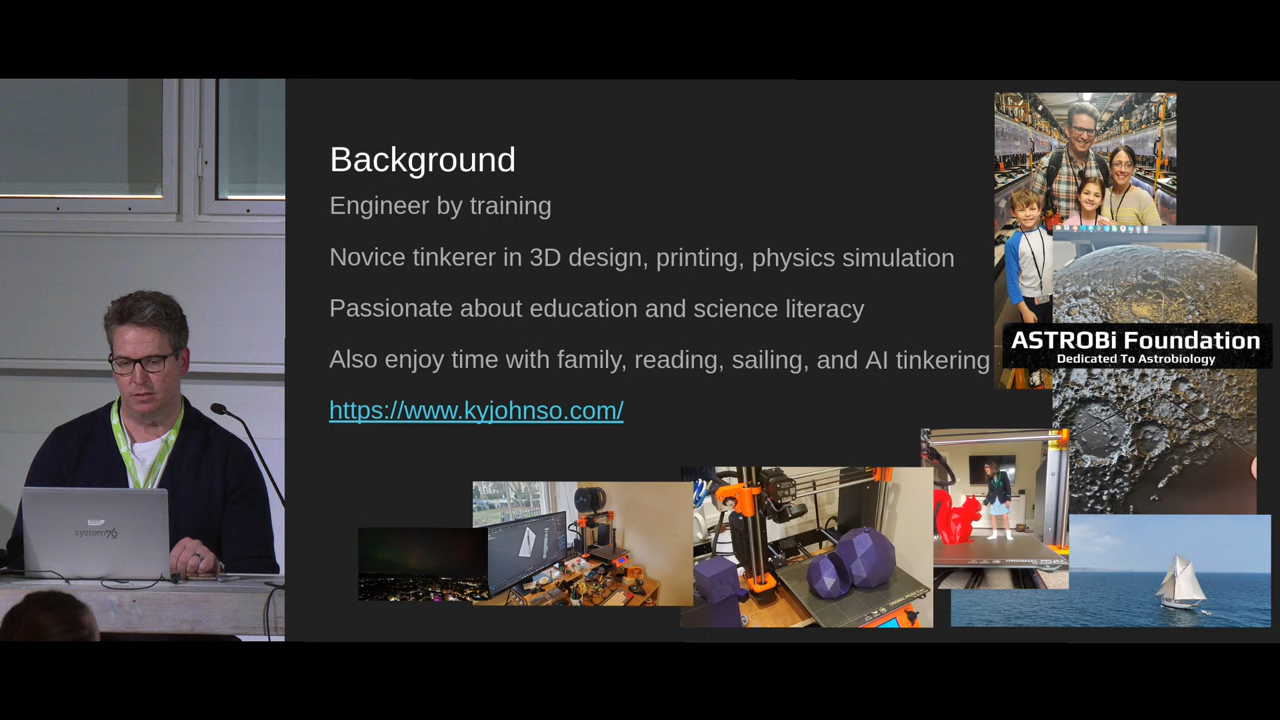 Background
Engineer by training
Novice tinkerer in 3D design, printing, physics simulation
Passionate about education and science literacy
Also enjoy time with family, reading, sailing, and AI tinkering
https://www.kyjohnso.com/
ASTROBi Foundation
Dedicated To Astrobiology
system76